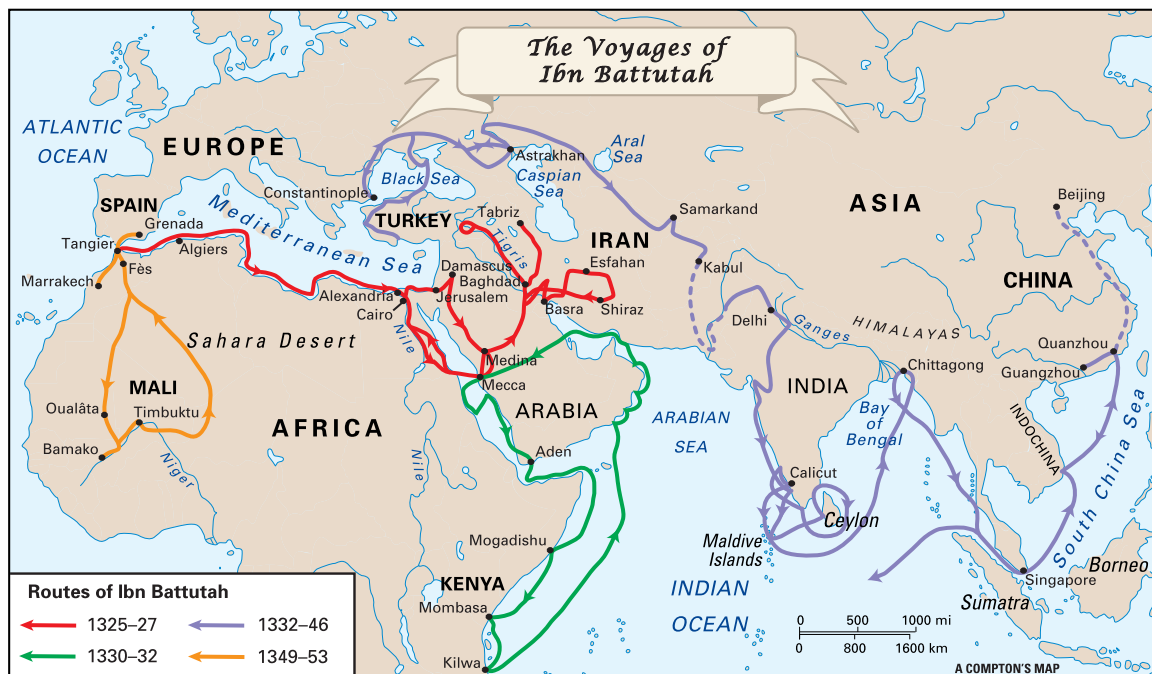 The Voyages of
Ibn Battutah
ATLANTIC
OCEAN
EUROPE
Aral
Sea
Astrakhan
Black Sea
Caspian
Sea
Constantinople
ASIA
Beijing
SPAIN
Grenada
Mediterranean Sea
TURKEY
Tabriz
Samarkand
Tangier
Algiers
Tigris
IRAN
Esfahan
Fès
Marrakech
Damascus
Baghdad
Kabul
CHINA
Alexandria
Jerusalem
Cairo
Basra
Shiraz
Delhi
Ganges
HIMALAYAS
Quanzhou
Sahara Desert
Nile
Medina
Mecca
Chittagong
Guangzhou
MALI
INDIA
Oualâta
Timbuktu
ARABIA
ARABIAN
SEA
Bay
of
Bengal
INDOCHINA
South China Sea
AFRICA
Bamako
Niger
Nile
Aden
Calicut
Ceylon
Mogadishu
Maldive
Islands
Borneo
Singapore
Sumatra
KENYA
Mombasa
INDIAN
OCEAN
Kilwa
0 500 1000 mi
0 800 1600 km
A COMPTON'S MAP
Routes of Ibn Battutah
1325–27
1332–46
1330–32
1349–53